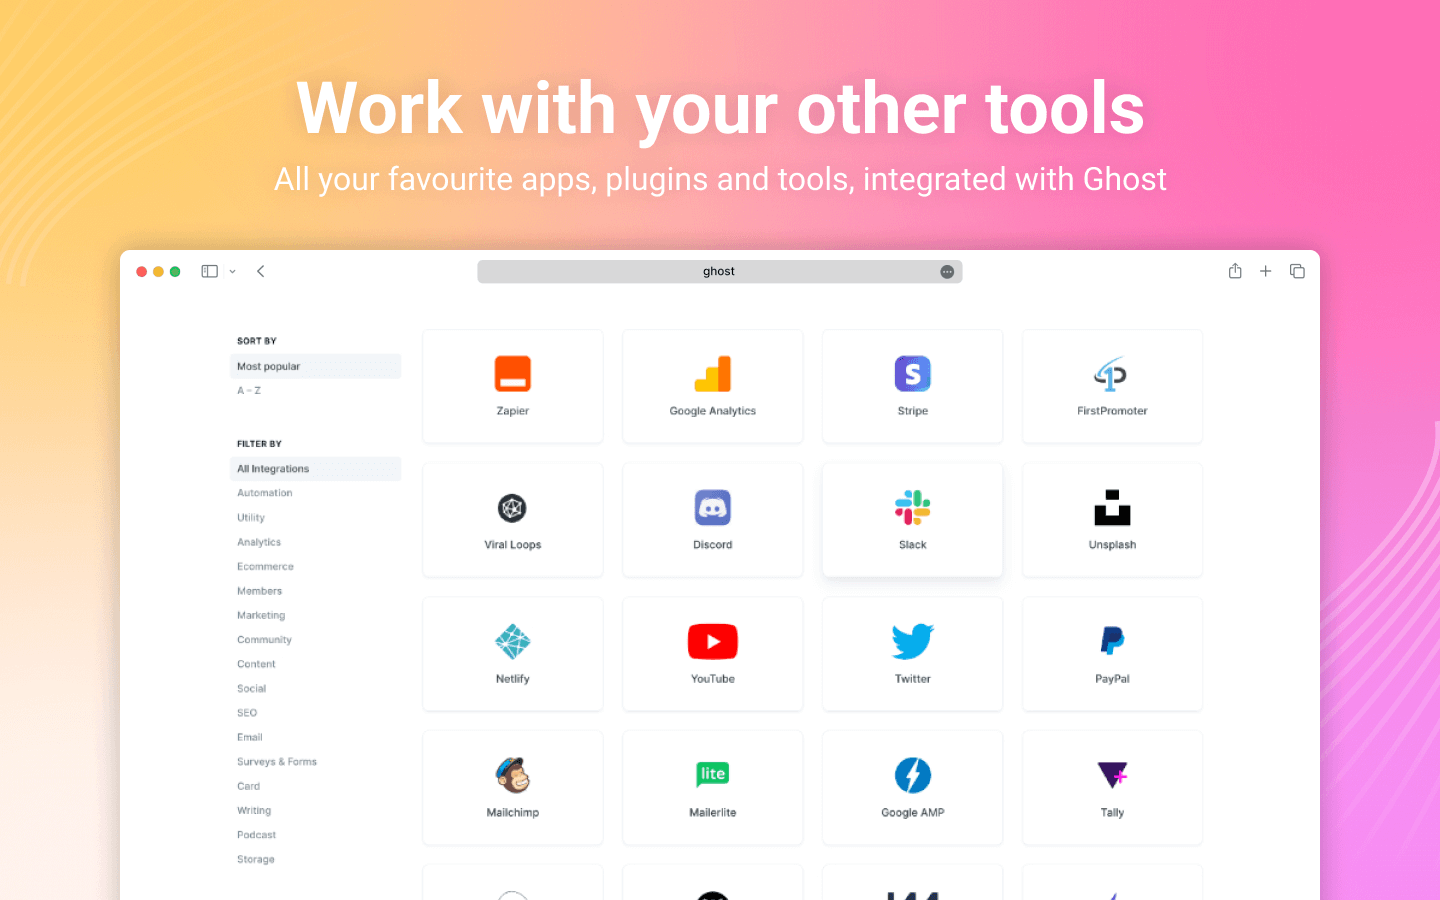 Work with your other tools
All your favourite apps, plugins and tools, integrated with Ghost
ghost
SORT BY
Most popular
A – Z
FILTER BY
All Integrations
Automation
Utility
Analytics
Ecommerce
Members
Marketing
Community
Content
Social
SEO
Email
Surveys & Forms
Card
Writing
Podcast
Storage
Zapier
Google Analytics
Stripe
FirstPromoter
Viral Loops
Discord
Slack
Unsplash
Netlify
YouTube
Twitter
PayPal
Mailchimp
lite
Mailerlite
Google AMP
Tally